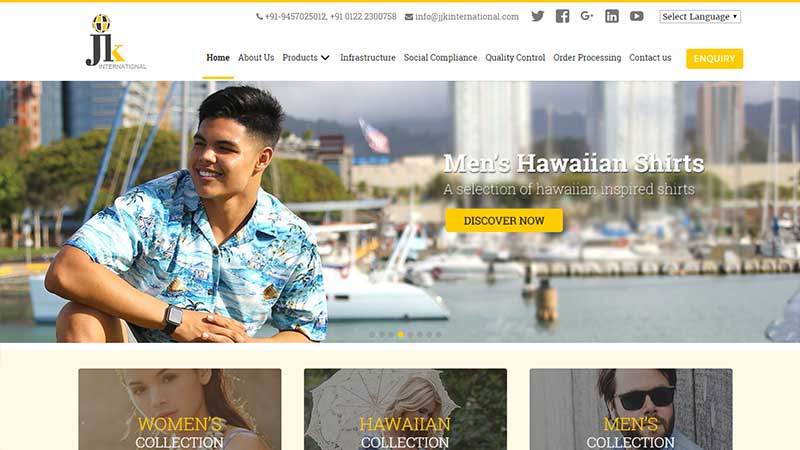 +91-9457025012, +91 0122 2300758 info@jjkinternational.com Select Language
JJk
INTERNATIONAL
Home About Us Products Infrastructure Social Compliance Quality Control Order Processing Contact us ENQUIRY
Men's Hawaiian Shirts
A selection of hawaiian inspired shirts
DISCOVER NOW
WOMEN'S
COLLECTION
HAWAIIAN
COLLECTION
MEN'S
COLLECTION